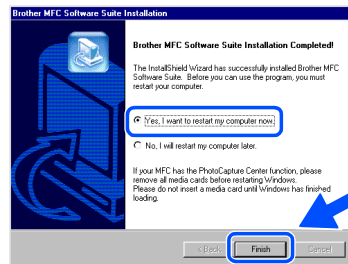 Brother MFC Software Suite Installation
Brother MFC Software Suite Installation Completed!
The InstallShield Wizard has successfully installed Brother MFC
Software Suite. Before you can use the program, you must
restart your computer.
Yes, I want to restart my computer now.
No, I will restart my computer later.
If your MFC has the PhotoCapture Center function, please
remove all media cards before restarting Windows.
Please do not insert a media card until Windows has finished
loading.
< Back
Finish
Cancel